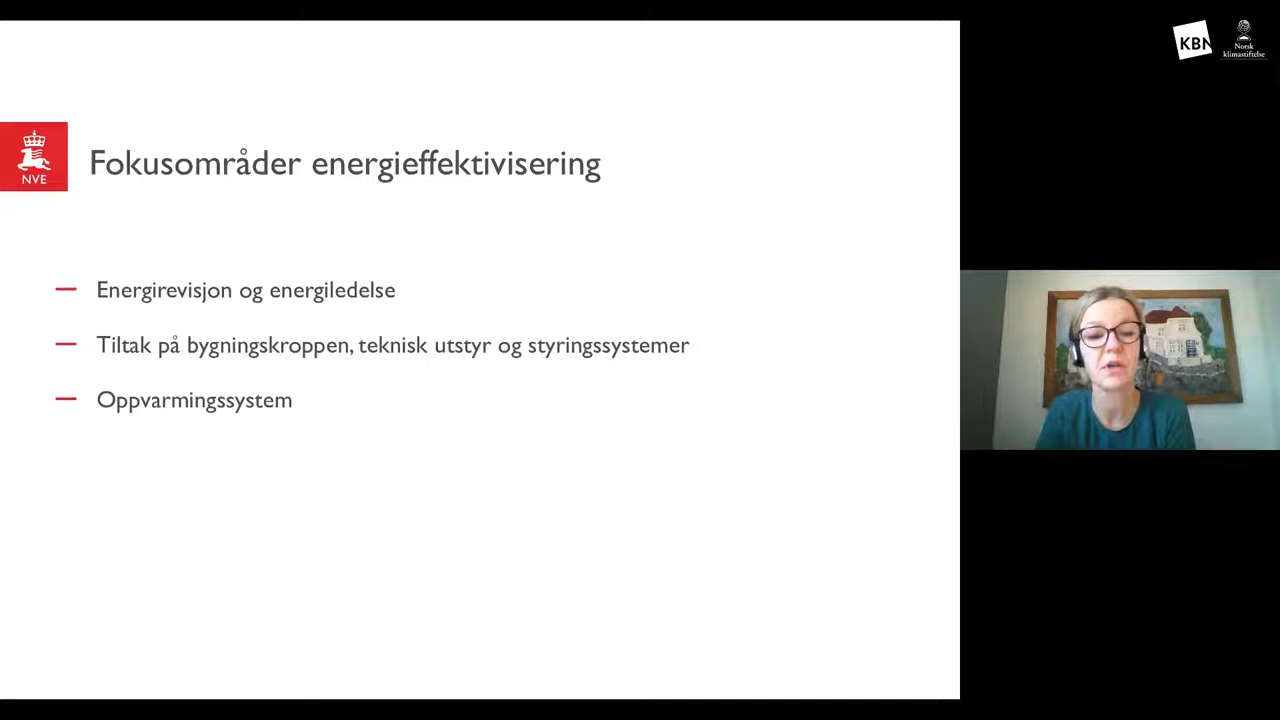 KBN
Norsk
klimastiftelse
NVE
Fokusområder energieffektivisering
— Energirevisjon og energiledelse
— Tiltak på bygningskroppen, teknisk utstyr og styringssystemer
— Oppvarmingssystem